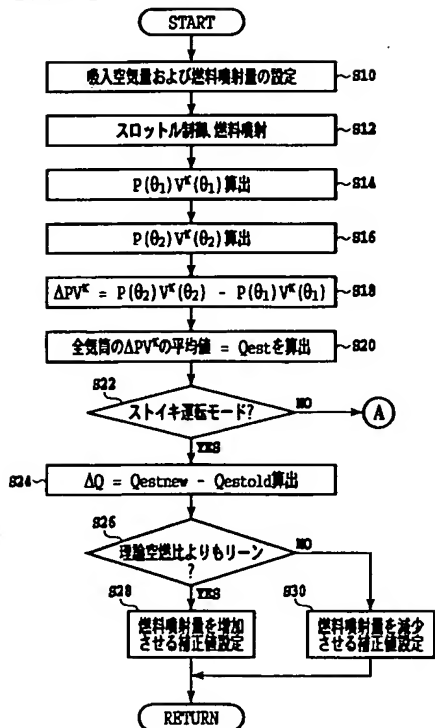 START
吸入空気量および燃料噴射量の設定
S10
スロットル制御、燃料噴射
S12
P(θ₁)Vᴷ(θ₁)算出
S14
P(θ₂)Vᴷ(θ₂)算出
S16
ΔPVᴷ = P(θ₂)Vᴷ(θ₂) - P(θ₁)Vᴷ(θ₁)
S18
全気筒のΔPVᴷの平均値 = Qestを算出
S20
S22
ストイキ運転モード?
NO
A
YES
S24
ΔQ = Qestnew - Qestold算出
S26
理論空燃比よりもリーン
?
NO
YES
S28
燃料噴射量を増加
させる補正値設定
S30
燃料噴射量を減少
させる補正値設定
RETURN